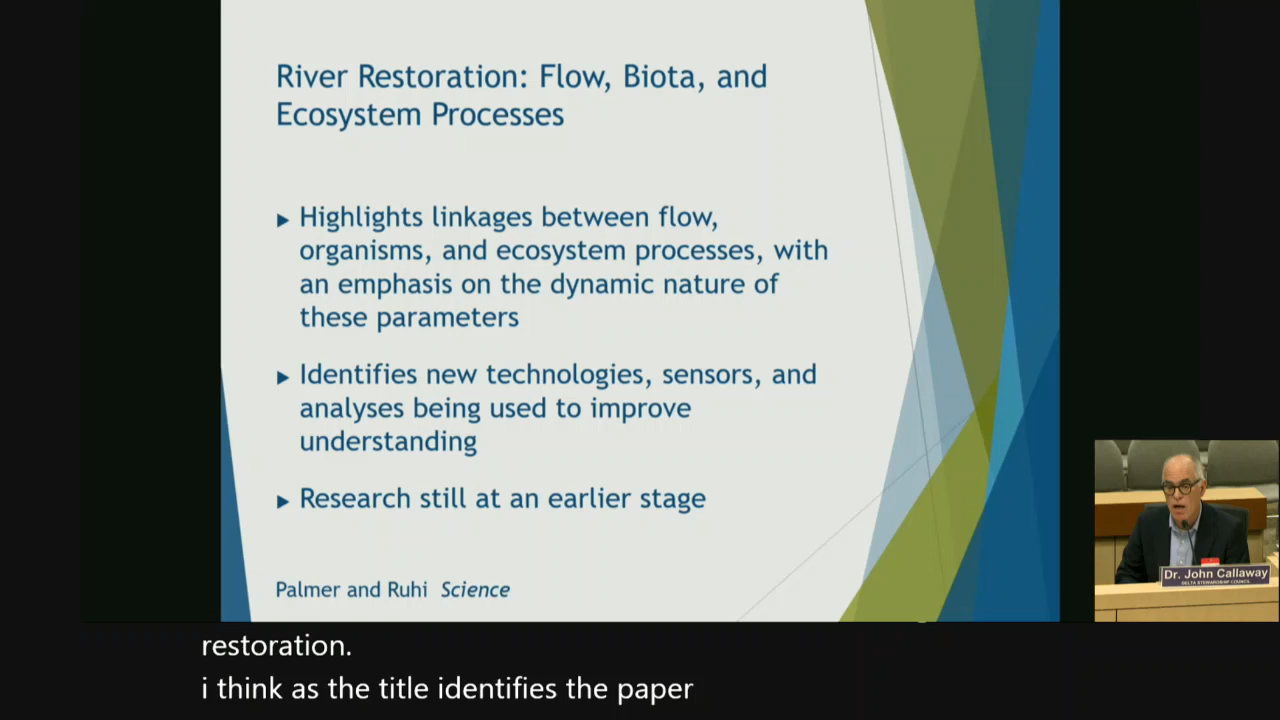 River Restoration: Flow, Biota, and
Ecosystem Processes
Highlights linkages between flow,
organisms, and ecosystem processes, with
an emphasis on the dynamic nature of
these parameters
Identifies new technologies, sensors, and
analyses being used to improve
understanding
Research still at an earlier stage
Palmer and Ruhi Science
Dr. John Callaway
DELTA STEWARDSHIP COUNCIL
restoration.
i think as the title identifies the paper